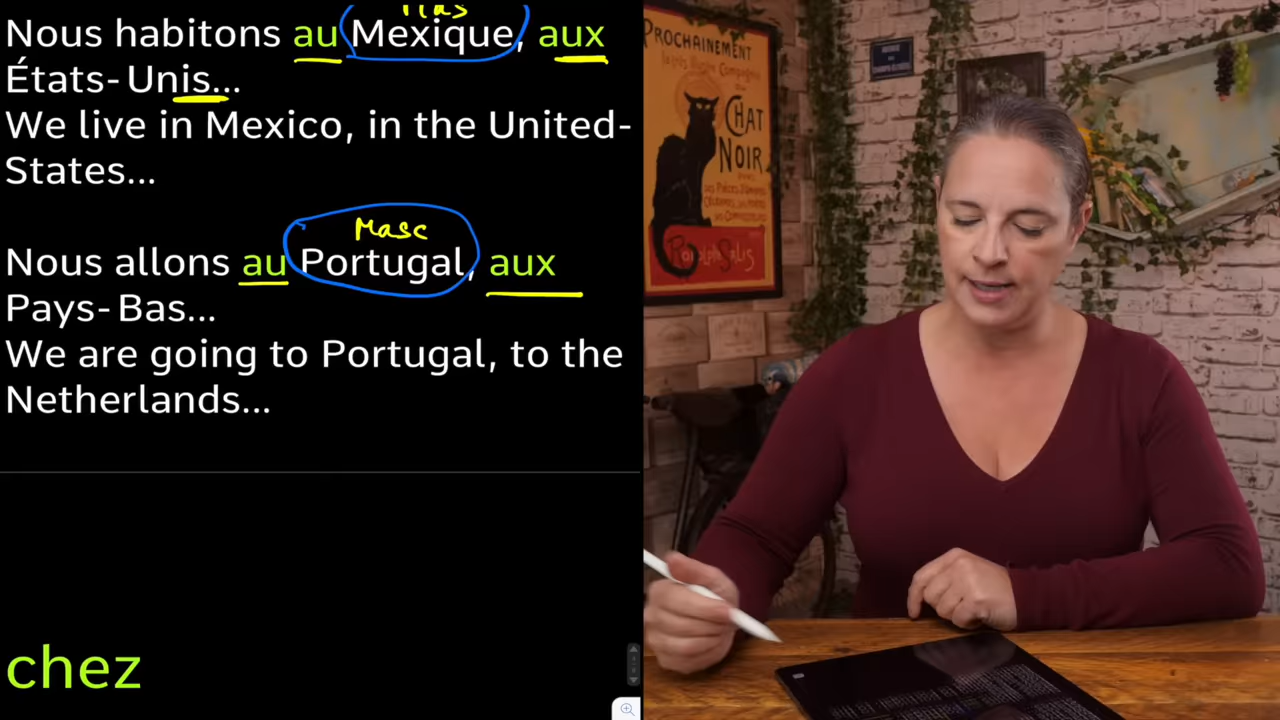 Mas
Nous habitons au Mexique, aux
États-Unis...
We live in Mexico, in the United-
States...
Masc
Nous allons au Portugal, aux
Pays-Bas...
We are going to Portugal, to the
Netherlands...
chez
PROCHAINEMENT
CHAT
NOIR